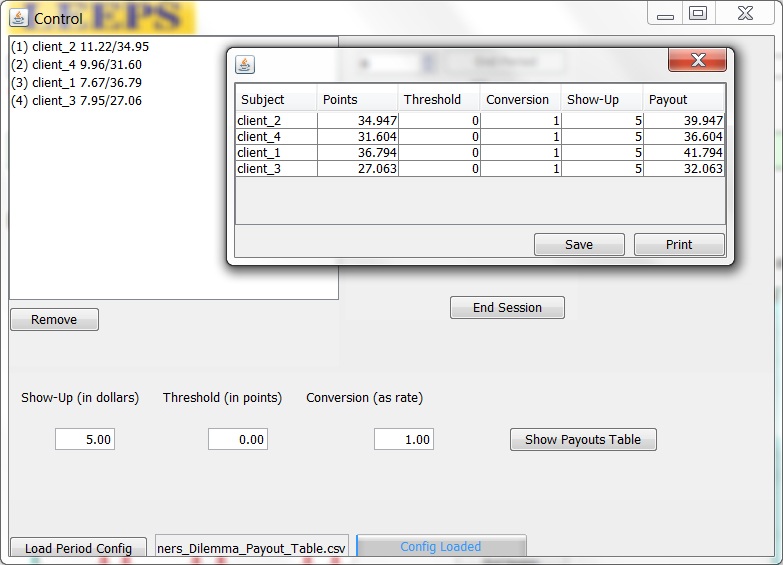 LEEPS
Control
(1) client_2 11.22/34.95
(2) client_4 9.96/31.60
(3) client_1 7.67/36.79
(4) client_3 7.95/27.06
Subject Points Threshold Conversion Show-Up Payout
client_2 34.947 0 1 5 39.947
client_4 31.604 0 1 5 36.604
client_1 36.794 0 1 5 41.794
client_3 27.063 0 1 5 32.063
Save Print
End Session
Remove
Show-Up (in dollars) Threshold (in points) Conversion (as rate)
5.00 0.00 1.00 Show Payouts Table
Load Period Config ners_Dilemma_Payout_Table.csv Config Loaded